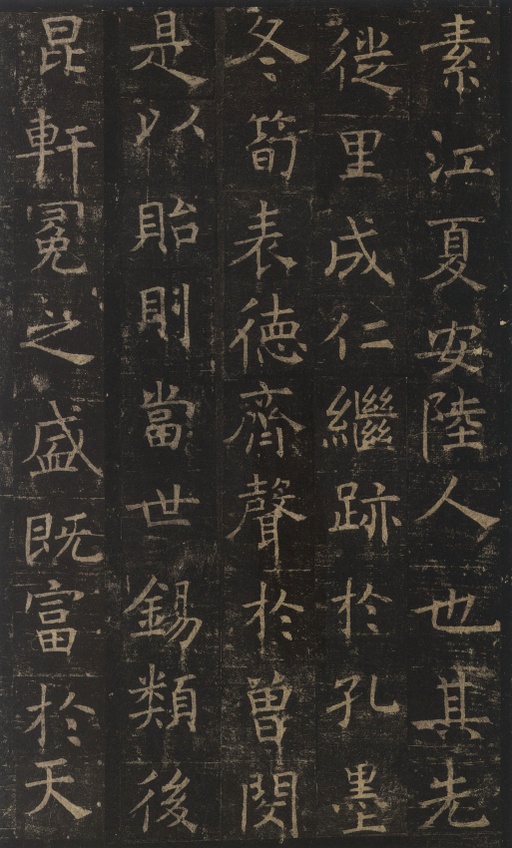 素江夏安陸人也其先
徙里成仁繼跡於孔墨
冬筍表德齊聲於曾閔
是以貽則當世錫類後
昆軒冕之盛既富於天